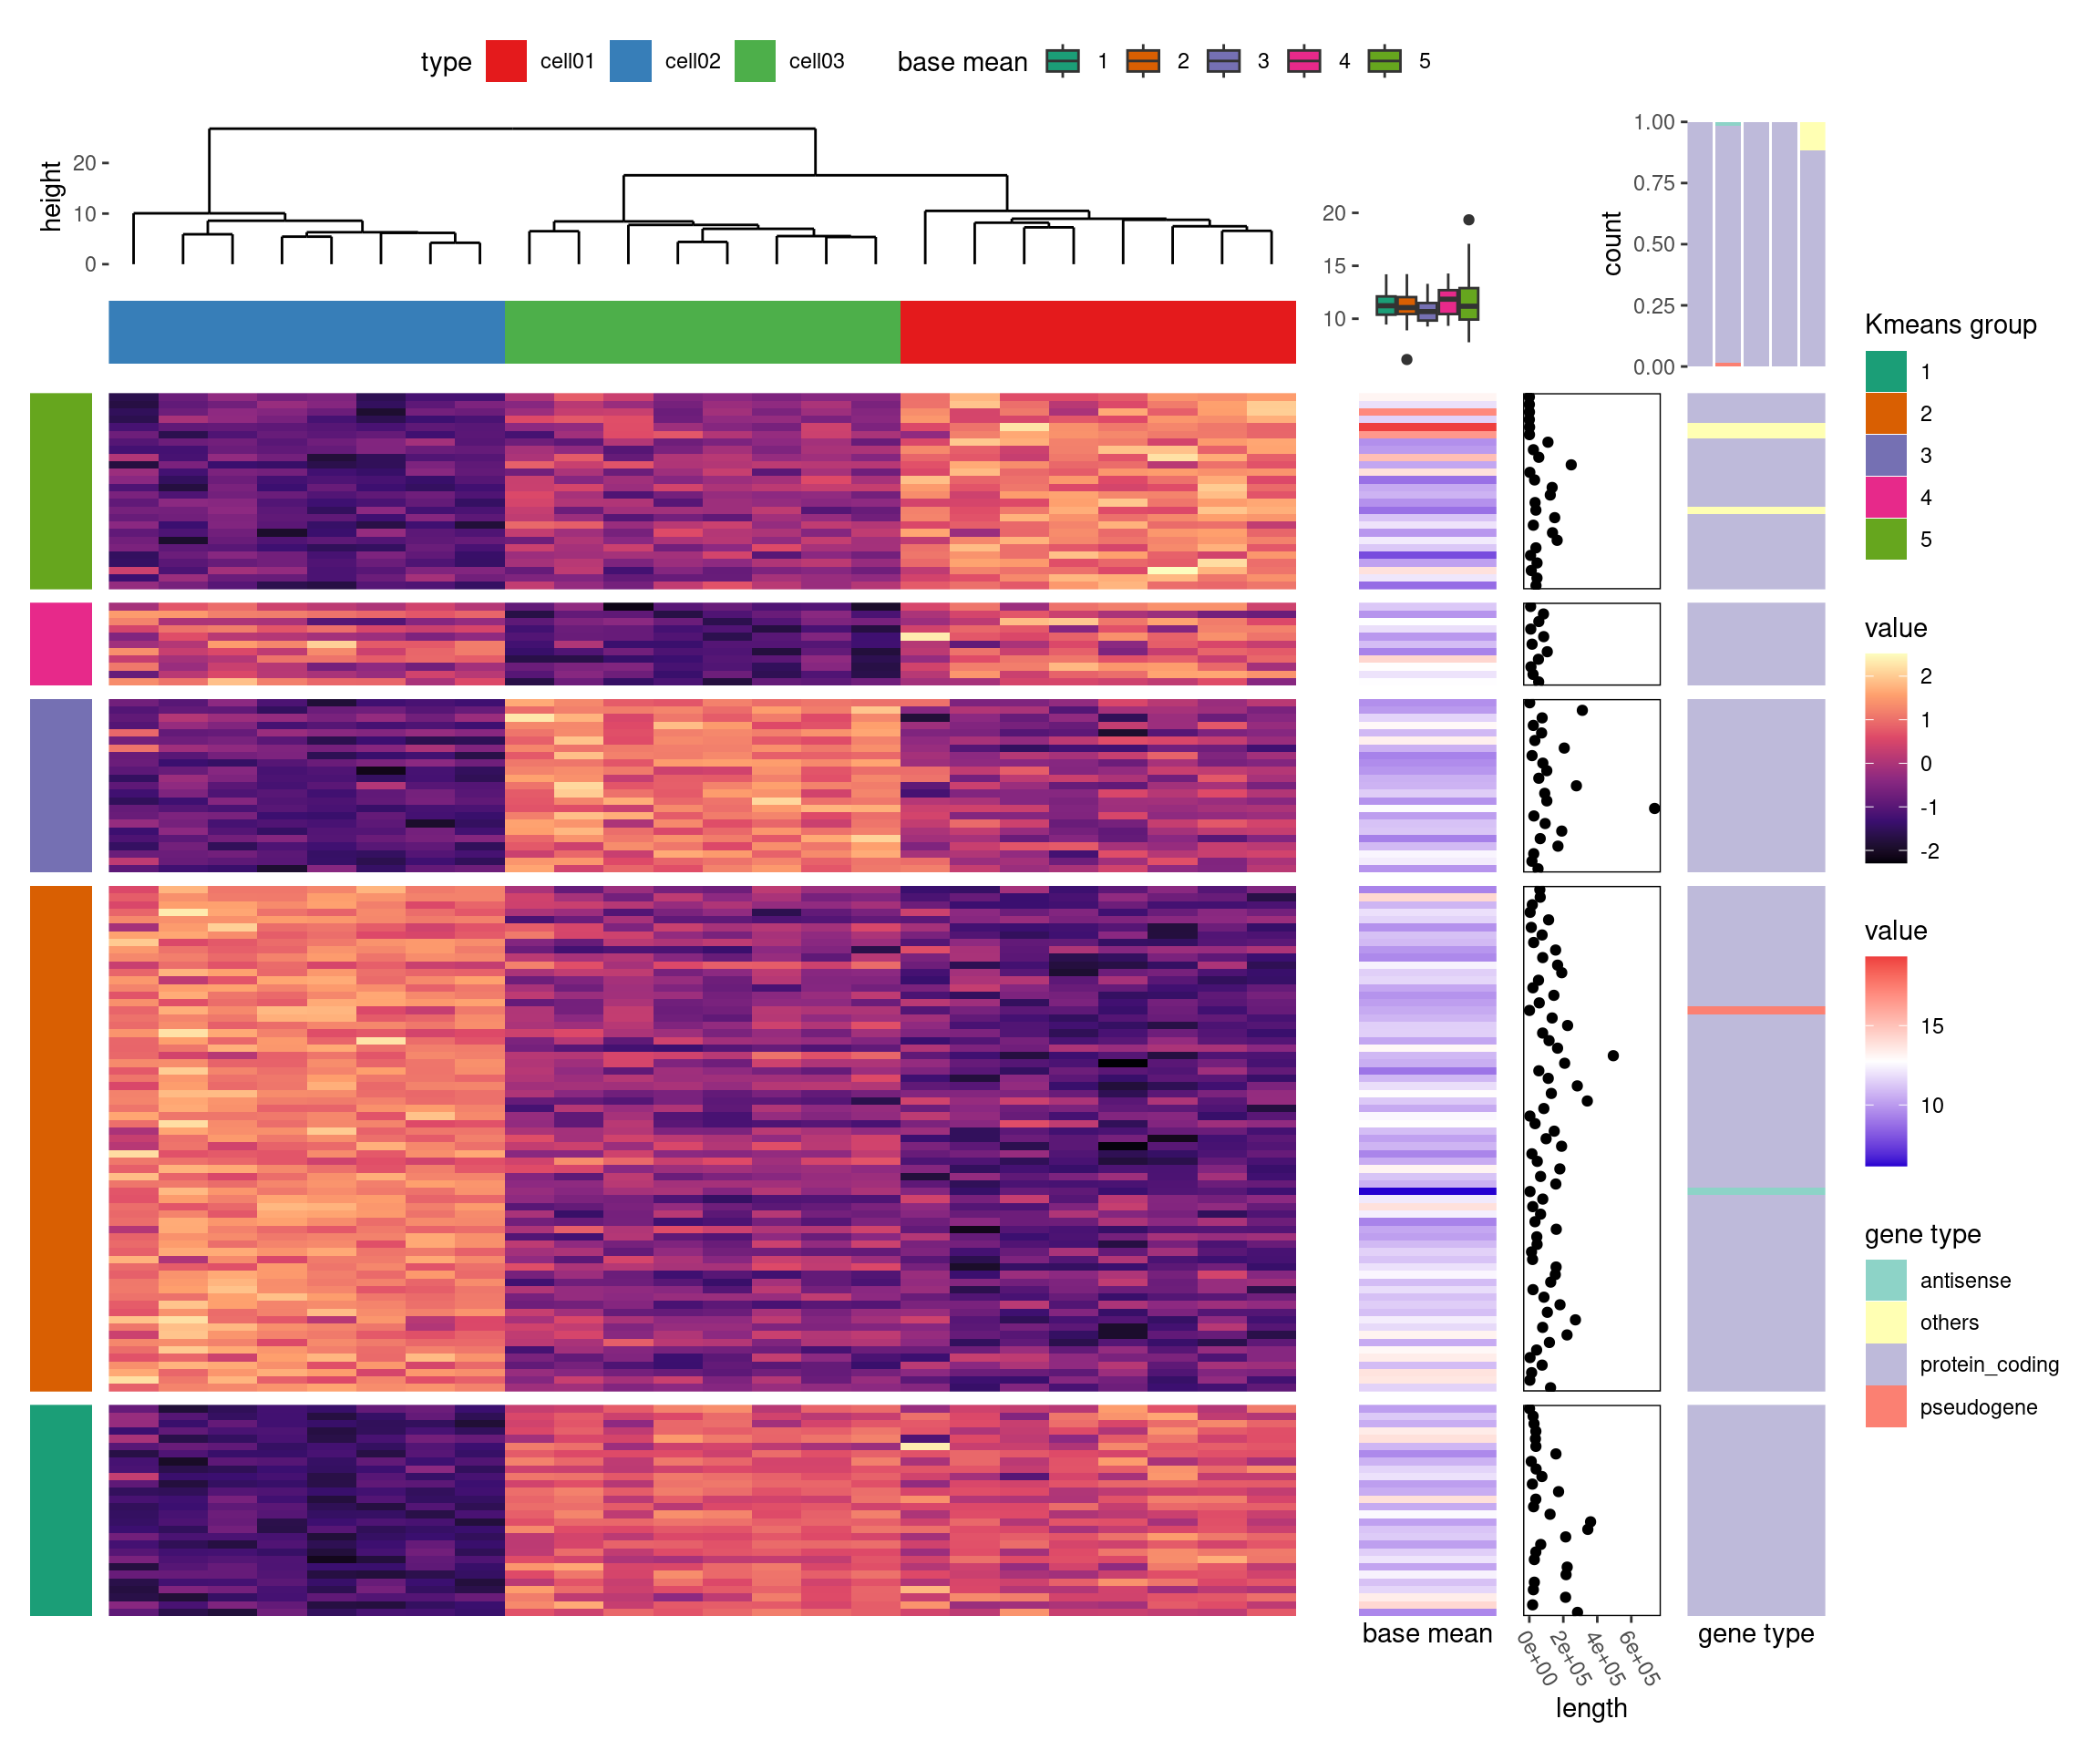 type cell01 cell02 cell03 base mean 1 2 3 4 5
height
20
10
0
20
15
10
count
1.00
0.75
0.50
0.25
0.00
Kmeans group
1
2
3
4
5
value
2
1
0
-1
-2
value
15
10
gene type
antisense
others
protein_coding
pseudogene
base mean
0e+00 2e+05 4e+05 6e+05
length
gene type